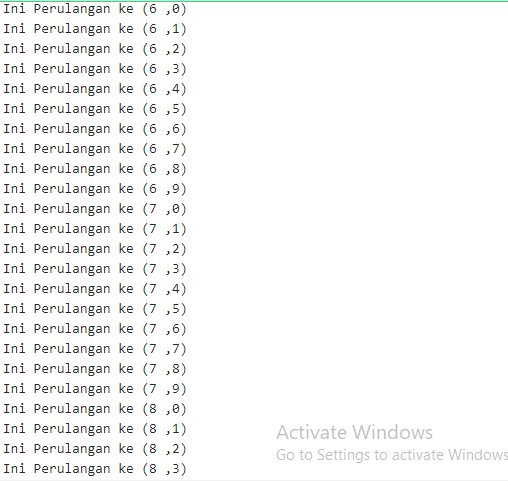 Ini Perulangan ke (6 ,0)
Ini Perulangan ke (6 ,1)
Ini Perulangan ke (6 ,2)
Ini Perulangan ke (6 ,3)
Ini Perulangan ke (6 ,4)
Ini Perulangan ke (6 ,5)
Ini Perulangan ke (6 ,6)
Ini Perulangan ke (6 ,7)
Ini Perulangan ke (6 ,8)
Ini Perulangan ke (6 ,9)
Ini Perulangan ke (7 ,0)
Ini Perulangan ke (7 ,1)
Ini Perulangan ke (7 ,2)
Ini Perulangan ke (7 ,3)
Ini Perulangan ke (7 ,4)
Ini Perulangan ke (7 ,5)
Ini Perulangan ke (7 ,6)
Ini Perulangan ke (7 ,7)
Ini Perulangan ke (7 ,8)
Ini Perulangan ke (7 ,9)
Ini Perulangan ke (8 ,0)
Ini Perulangan ke (8 ,1)
Ini Perulangan ke (8 ,2)
Ini Perulangan ke (8 ,3)
Activate Windows
Go to Settings to activate Windows